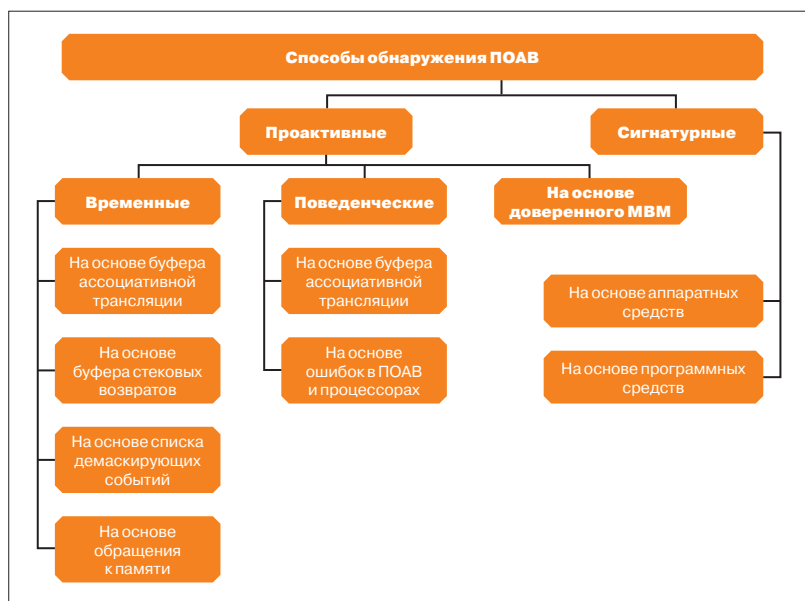 Способы обнаружения ПОАВ
Проактивные
Сигнатурные
Временные
Поведенческие
На основе
доверенного МВМ
На основе буфера
ассоциативной
трансляции
На основе буфера
ассоциативной
трансляции
На основе аппаратных
средств
На основе
буфера стековых
возвратов
На основе
ошибок в ПОАВ
и процессорах
На основе программных
средств
На основе списка
демаскирующих
событий
На основе
обращения
к памяти